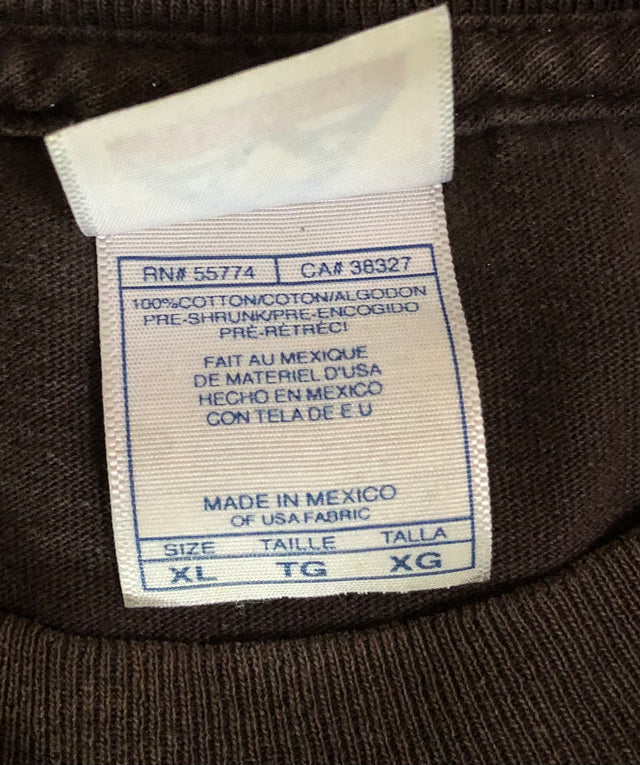 RN# 55774 CA# 38327
100%COTTON/COTON/ALGODON
PRE-SHRUNK/PRE-ENCOGIDO
PRÉ-RÉTRÉCI
FAIT AU MEXIQUE
DE MATERIEL D'USA
HECHO EN MEXICO
CON TELA DE E.U
MADE IN MEXICO
OF USA FABRIC
SIZE TAILLE TALLA
XL TG XG